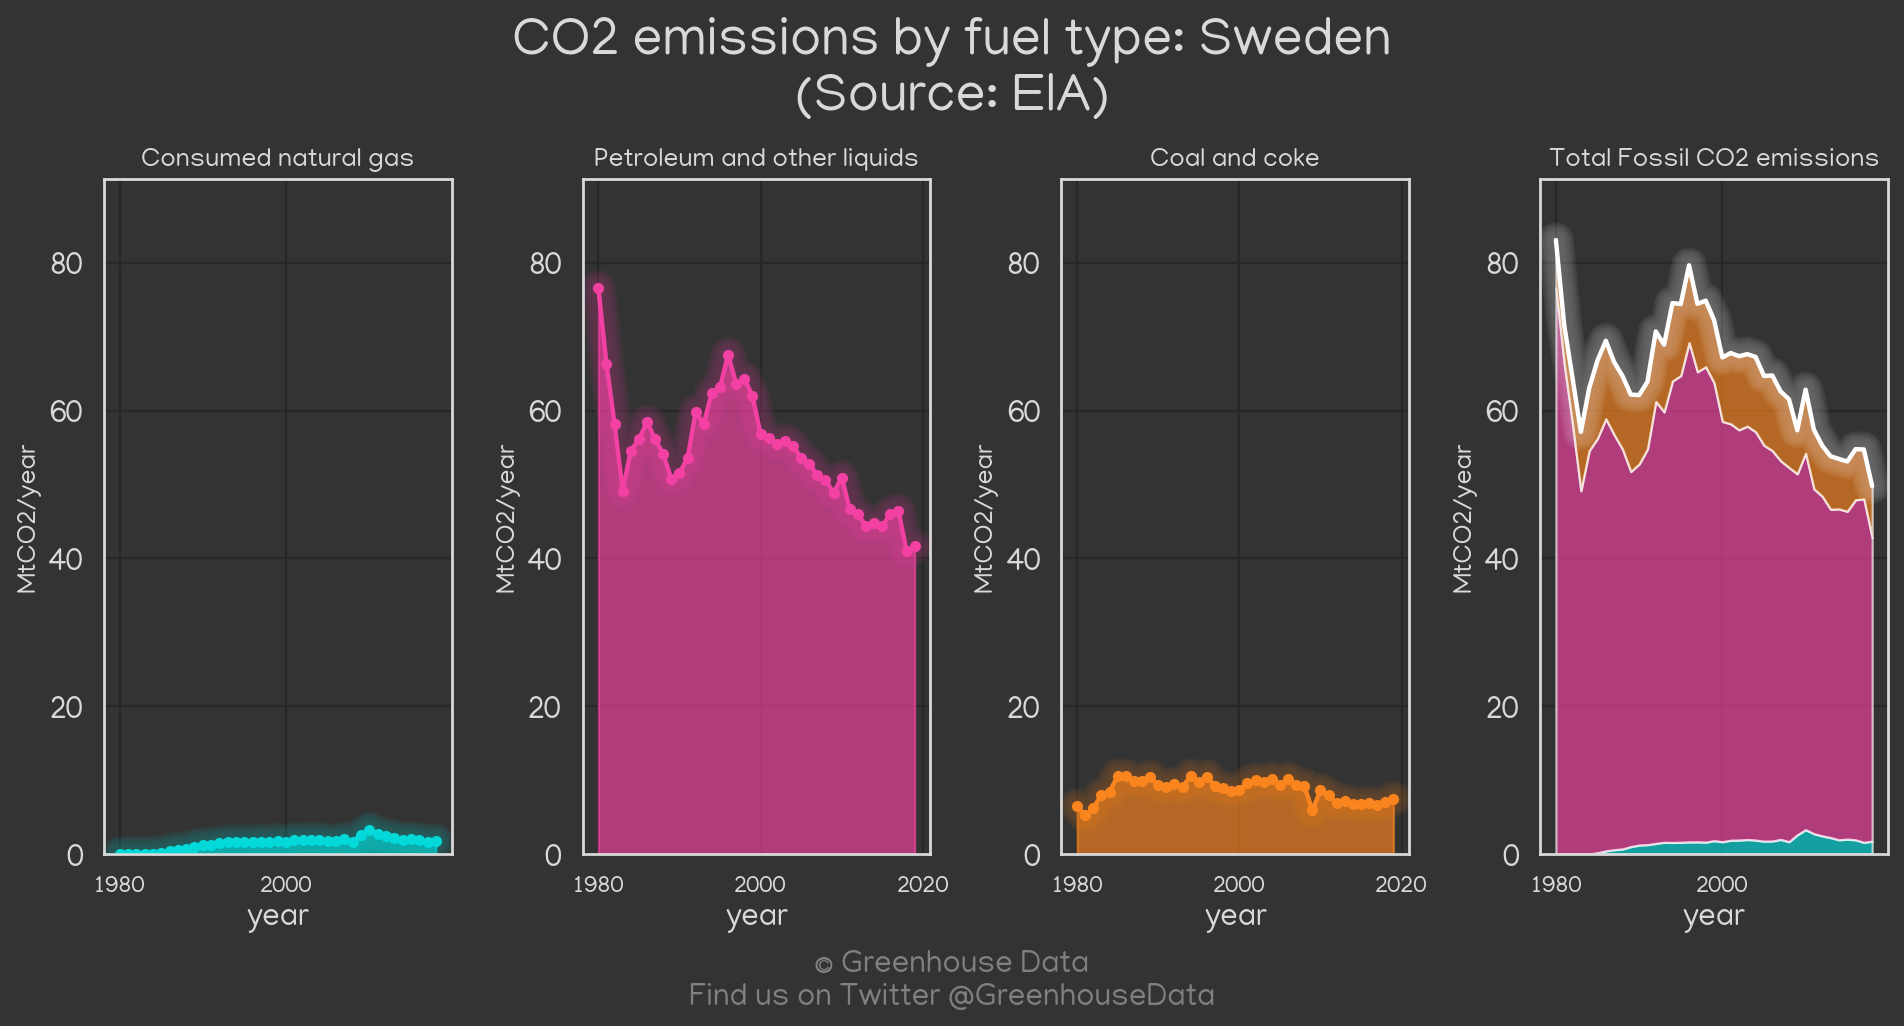 CO2 emissions by fuel type: Sweden
(Source: EIA)
Consumed natural gas
Petroleum and other liquids
Coal and coke
Total Fossil CO2 emissions
80 80 80 80
60 60 60 60
MtCO2/year MtCO2/year MtCO2/year MtCO2/year
40 40 40 40
20 20 20 20
0 0 0 0
1980 2000 1980 2000 2020 1980 2000 2020 1980 2000
year year year year
© Greenhouse Data
Find us on Twitter @GreenhouseData